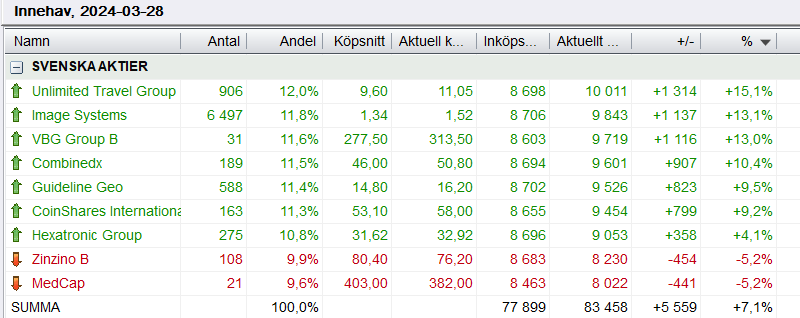 Innehav, 2024-03-28
Namn Antal Andel Köpsnitt Aktuell k... Inköps... Aktuellt ... +/- %
SVENSKA AKTIER
Unlimited Travel Group 906 12,0% 9,60 11,05 8 698 10 011 +1 314 +15,1%
Image Systems 6 497 11,8% 1,34 1,52 8 706 9 843 +1 137 +13,1%
VBG Group B 31 11,6% 277,50 313,50 8 603 9 719 +1 116 +13,0%
Combinedx 189 11,5% 46,00 50,80 8 694 9 601 +907 +10,4%
Guideline Geo 588 11,4% 14,80 16,20 8 702 9 526 +823 +9,5%
CoinShares Internationa 163 11,3% 53,10 58,00 8 655 9 454 +799 +9,2%
Hexatronic Group 275 10,8% 31,62 32,92 8 696 9 053 +358 +4,1%
Zinzino B 108 9,9% 80,40 76,20 8 683 8 230 -454 -5,2%
MedCap 21 9,6% 403,00 382,00 8 463 8 022 -441 -5,2%
SUMMA 100,0% 77 899 83 458 +5 559 +7,1%